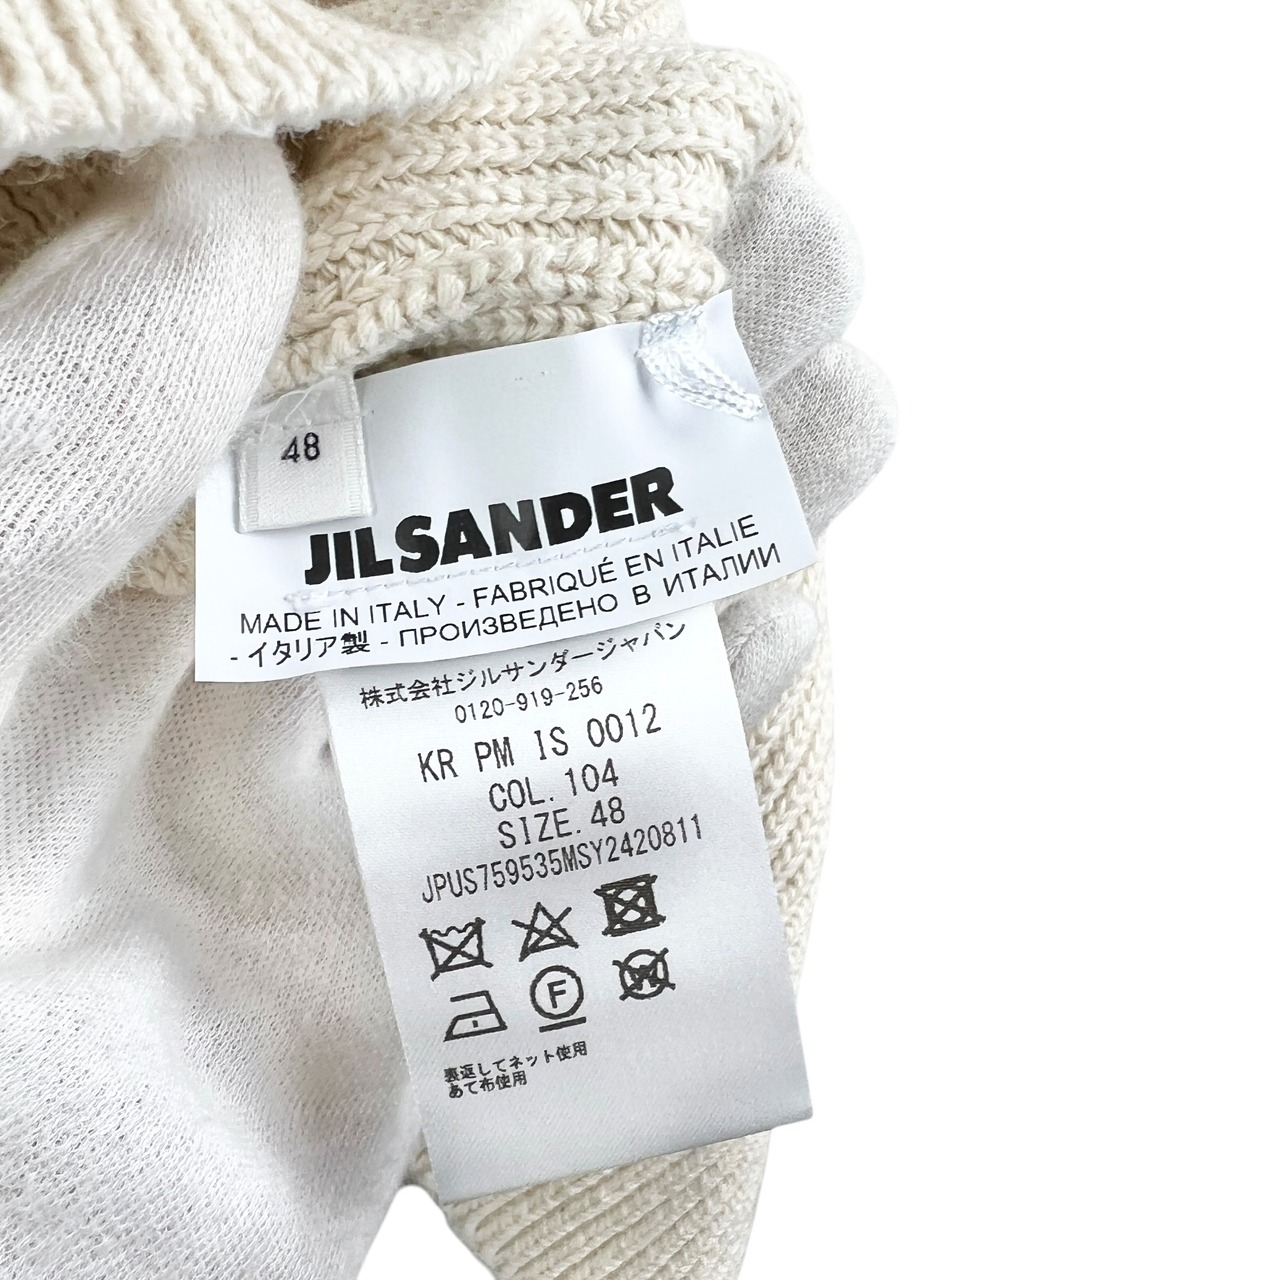 48
JIL SANDER
MADE IN ITALY - FABRIQUÉ EN ITALIE
- イタリア製 - ПРОИЗВЕДЕНО В ИТАЛИИ
株式会社ジルサンダージャパン
0120-919-256
KR PM IS 0012
COL. 104
SIZE. 48
JPUS759535MSY2420811
F
W
裏返してネット使用
あて布使用